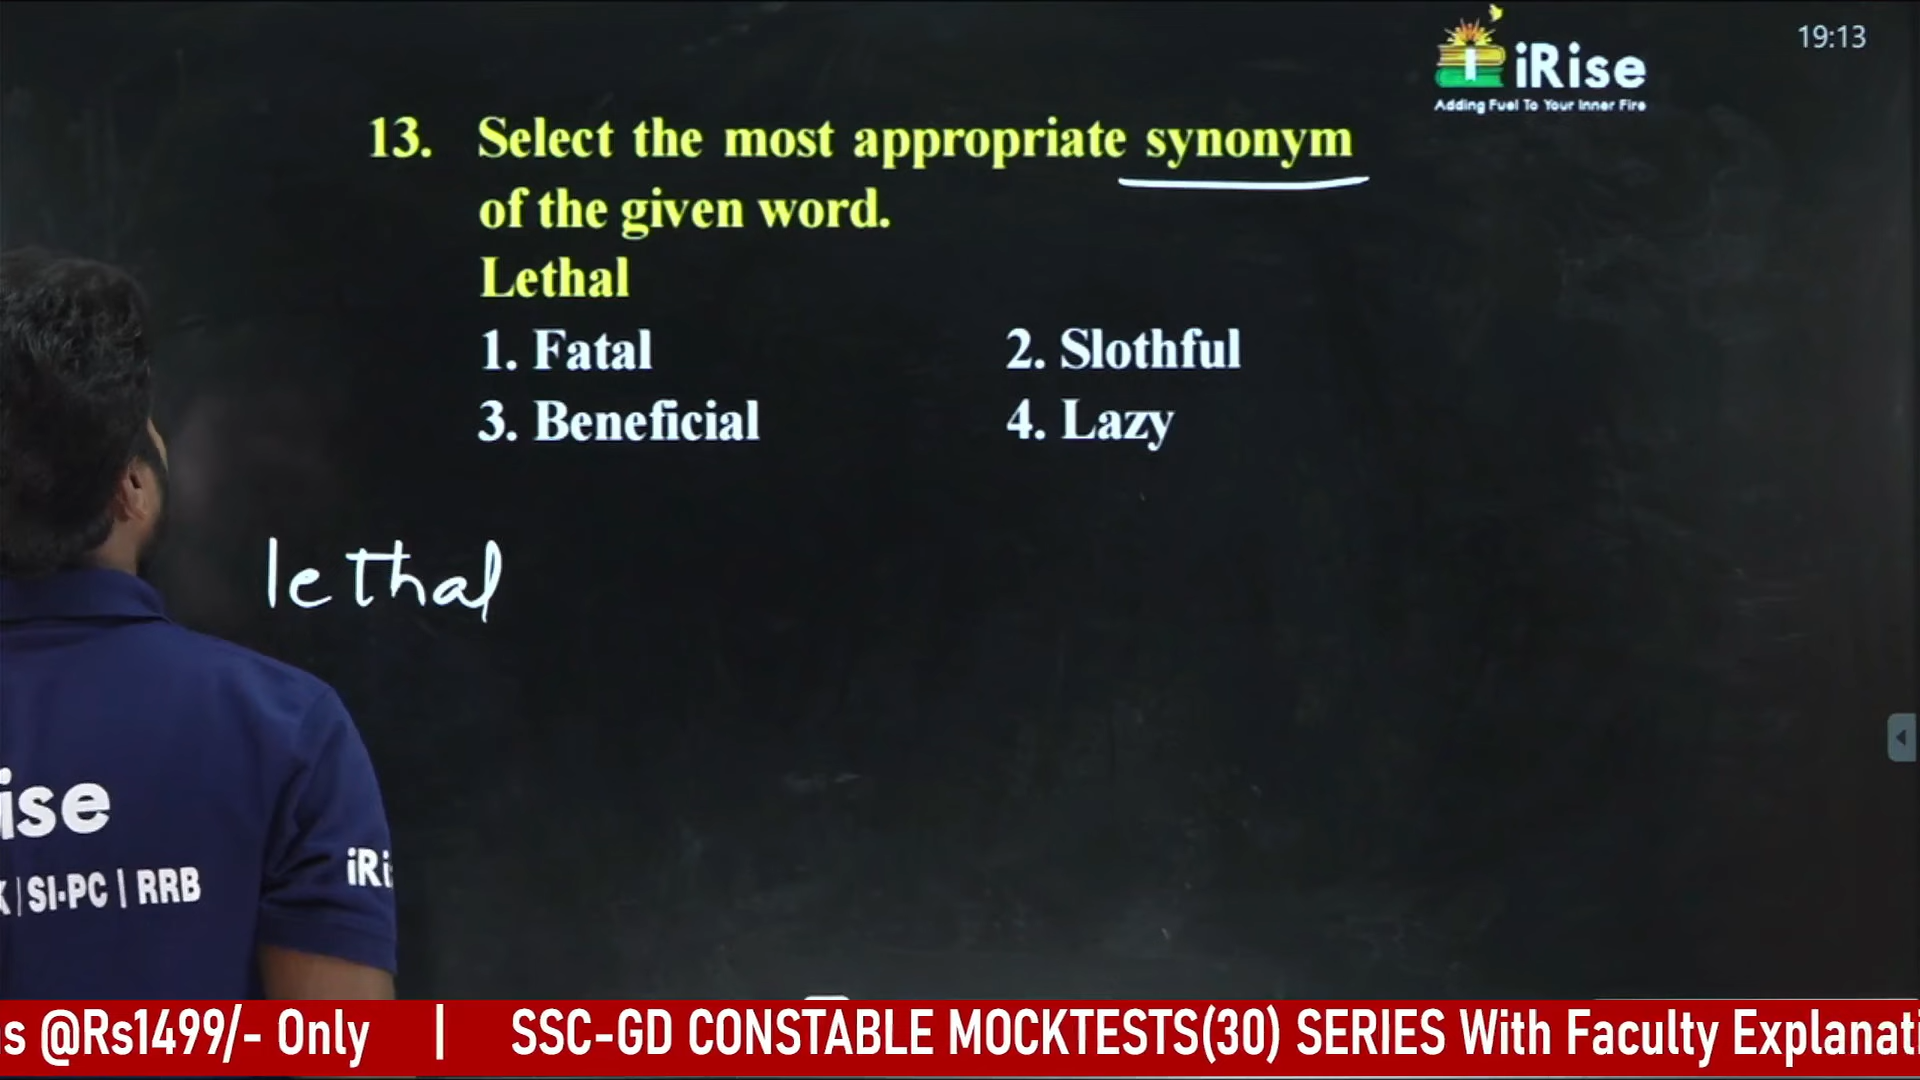 iRise
Adding Fuel To Your Inner Fire
19:13
13. Select the most appropriate synonym
of the given word.
Lethal
1. Fatal 2. Slothful
3. Beneficial 4. Lazy
lethal
ise
iRi
| SI-PC | RRB
@Rs1499/- Only | SSC-GD CONSTABLE MOCKTESTS(30) SERIES With Faculty Explanati